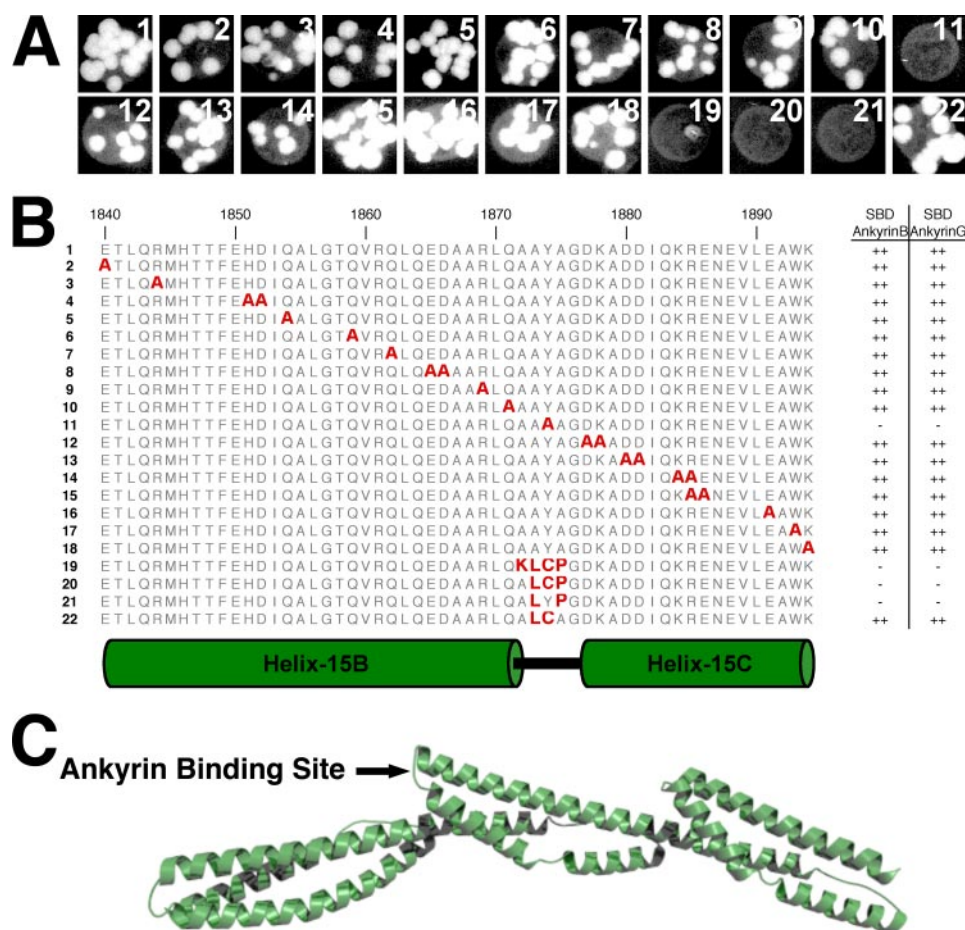 A
1 2 3 4 5 6 7 8 9 10 11
12 13 14 15 16 17 18 19 20 21 22
B
1840 1850 1860 1870 1880 1890
SBD AnkyrinB SBD AnkyrinG
1 ETLQRMHTTFEHDIQALGTQVRQLQEDAARLQAAYAGDKADDIQKRENEVLEAWK ++ ++
2 ATLQRMHTTFEHDIQALGTQVRQLQEDAARLQAAYAGDKADDIQKRENEVLEAWK ++ ++
3 ETLQAMHTTFEHDIQALGTQVRQLQEDAARLQAAYAGDKADDIQKRENEVLEAWK ++ ++
4 ETLQRMHTTFEAAIQALGTQVRQLQEDAARLQAAYAGDKADDIQKRENEVLEAWK ++ ++
5 ETLQRMHTTFEHDIAALGTQVRQLQEDAARLQAAYAGDKADDIQKRENEVLEAWK ++ ++
6 ETLQRMHTTFEHDIQALGTAVRQLQEDAARLQAAYAGDKADDIQKRENEVLEAWK ++ ++
7 ETLQRMHTTFEHDIQALGTQVRALQEDAARLQAAYAGDKADDIQKRENEVLEAWK ++ ++
8 ETLQRMHTTFEHDIQALGTQVRQLQAAAARLQAAYAGDKADDIQKRENEVLEAWK ++ ++
9 ETLQRMHTTFEHDIQALGTQVRQLQEDAAALQAAYAGDKADDIQKRENEVLEAWK ++ ++
10 ETLQRMHTTFEHDIQALGTQVRQLQEDAARLAAAYAGDKADDIQKRENEVLEAWK ++ ++
11 ETLQRMHTTFEHDIQALGTQVRQLQEDAARLQAAAAGDKADDIQKRENEVLEAWK - -
12 ETLQRMHTTFEHDIQALGTQVRQLQEDAARLQAAYAGAAADDIQKRENEVLEAWK ++ ++
13 ETLQRMHTTFEHDIQALGTQVRQLQEDAARLQAAYAGDKAAAIQKRENEVLEAWK ++ ++
14 ETLQRMHTTFEHDIQALGTQVRQLQEDAARLQAAYAGDKADDIQAAENEVLEAWK ++ ++
15 ETLQRMHTTFEHDIQALGTQVRQLQEDAARLQAAYAGDKADDIQKAANEVLEAWK ++ ++
16 ETLQRMHTTFEHDIQALGTQVRQLQEDAARLQAAYAGDKADDIQKRENEVLAAWK ++ ++
17 ETLQRMHTTFEHDIQALGTQVRQLQEDAARLQAAYAGDKADDIQKRENEVLEAAK ++ ++
18 ETLQRMHTTFEHDIQALGTQVRQLQEDAARLQAAYAGDKADDIQKRENEVLEAWA ++ ++
19 ETLQRMHTTFEHDIQALGTQVRQLQEDAARLQKLCPGDKADDIQKRENEVLEAWK - -
20 ETLQRMHTTFEHDIQALGTQVRQLQEDAARLQALCPGDKADDIQKRENEVLEAWK - -
21 ETLQRMHTTFEHDIQALGTQVRQLQEDAARLQALYPGDKADDIQKRENEVLEAWK - -
22 ETLQRMHTTFEHDIQALGTQVRQLQEDAARLQALCAGDKADDIQKRENEVLEAWK ++ ++
Helix-15B Helix-15C
C
Ankyrin Binding Site